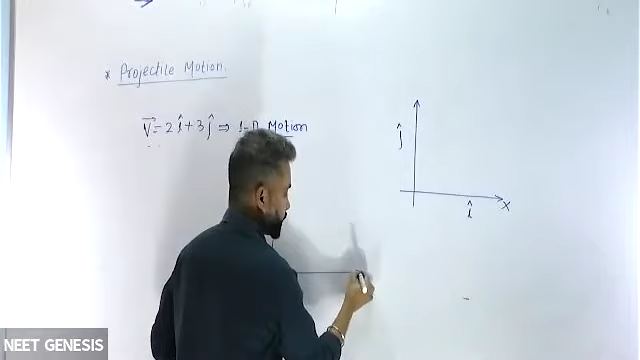 * Projectile Motion.
V⃗ = 2î + 3ĵ ⇒ 1-D Motion
ĵ
î
X
NEET GENESIS